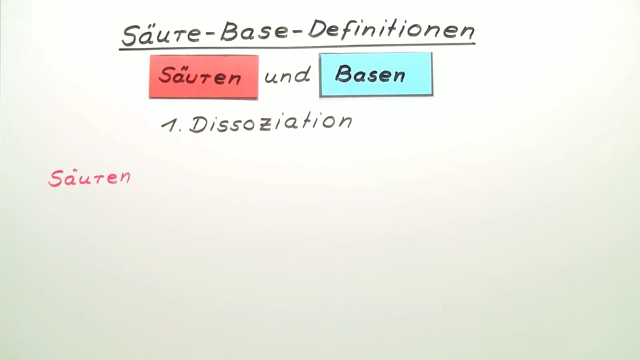 Säure-Base-Definitionen
Säuren und Basen
1. Dissoziation
Säuren